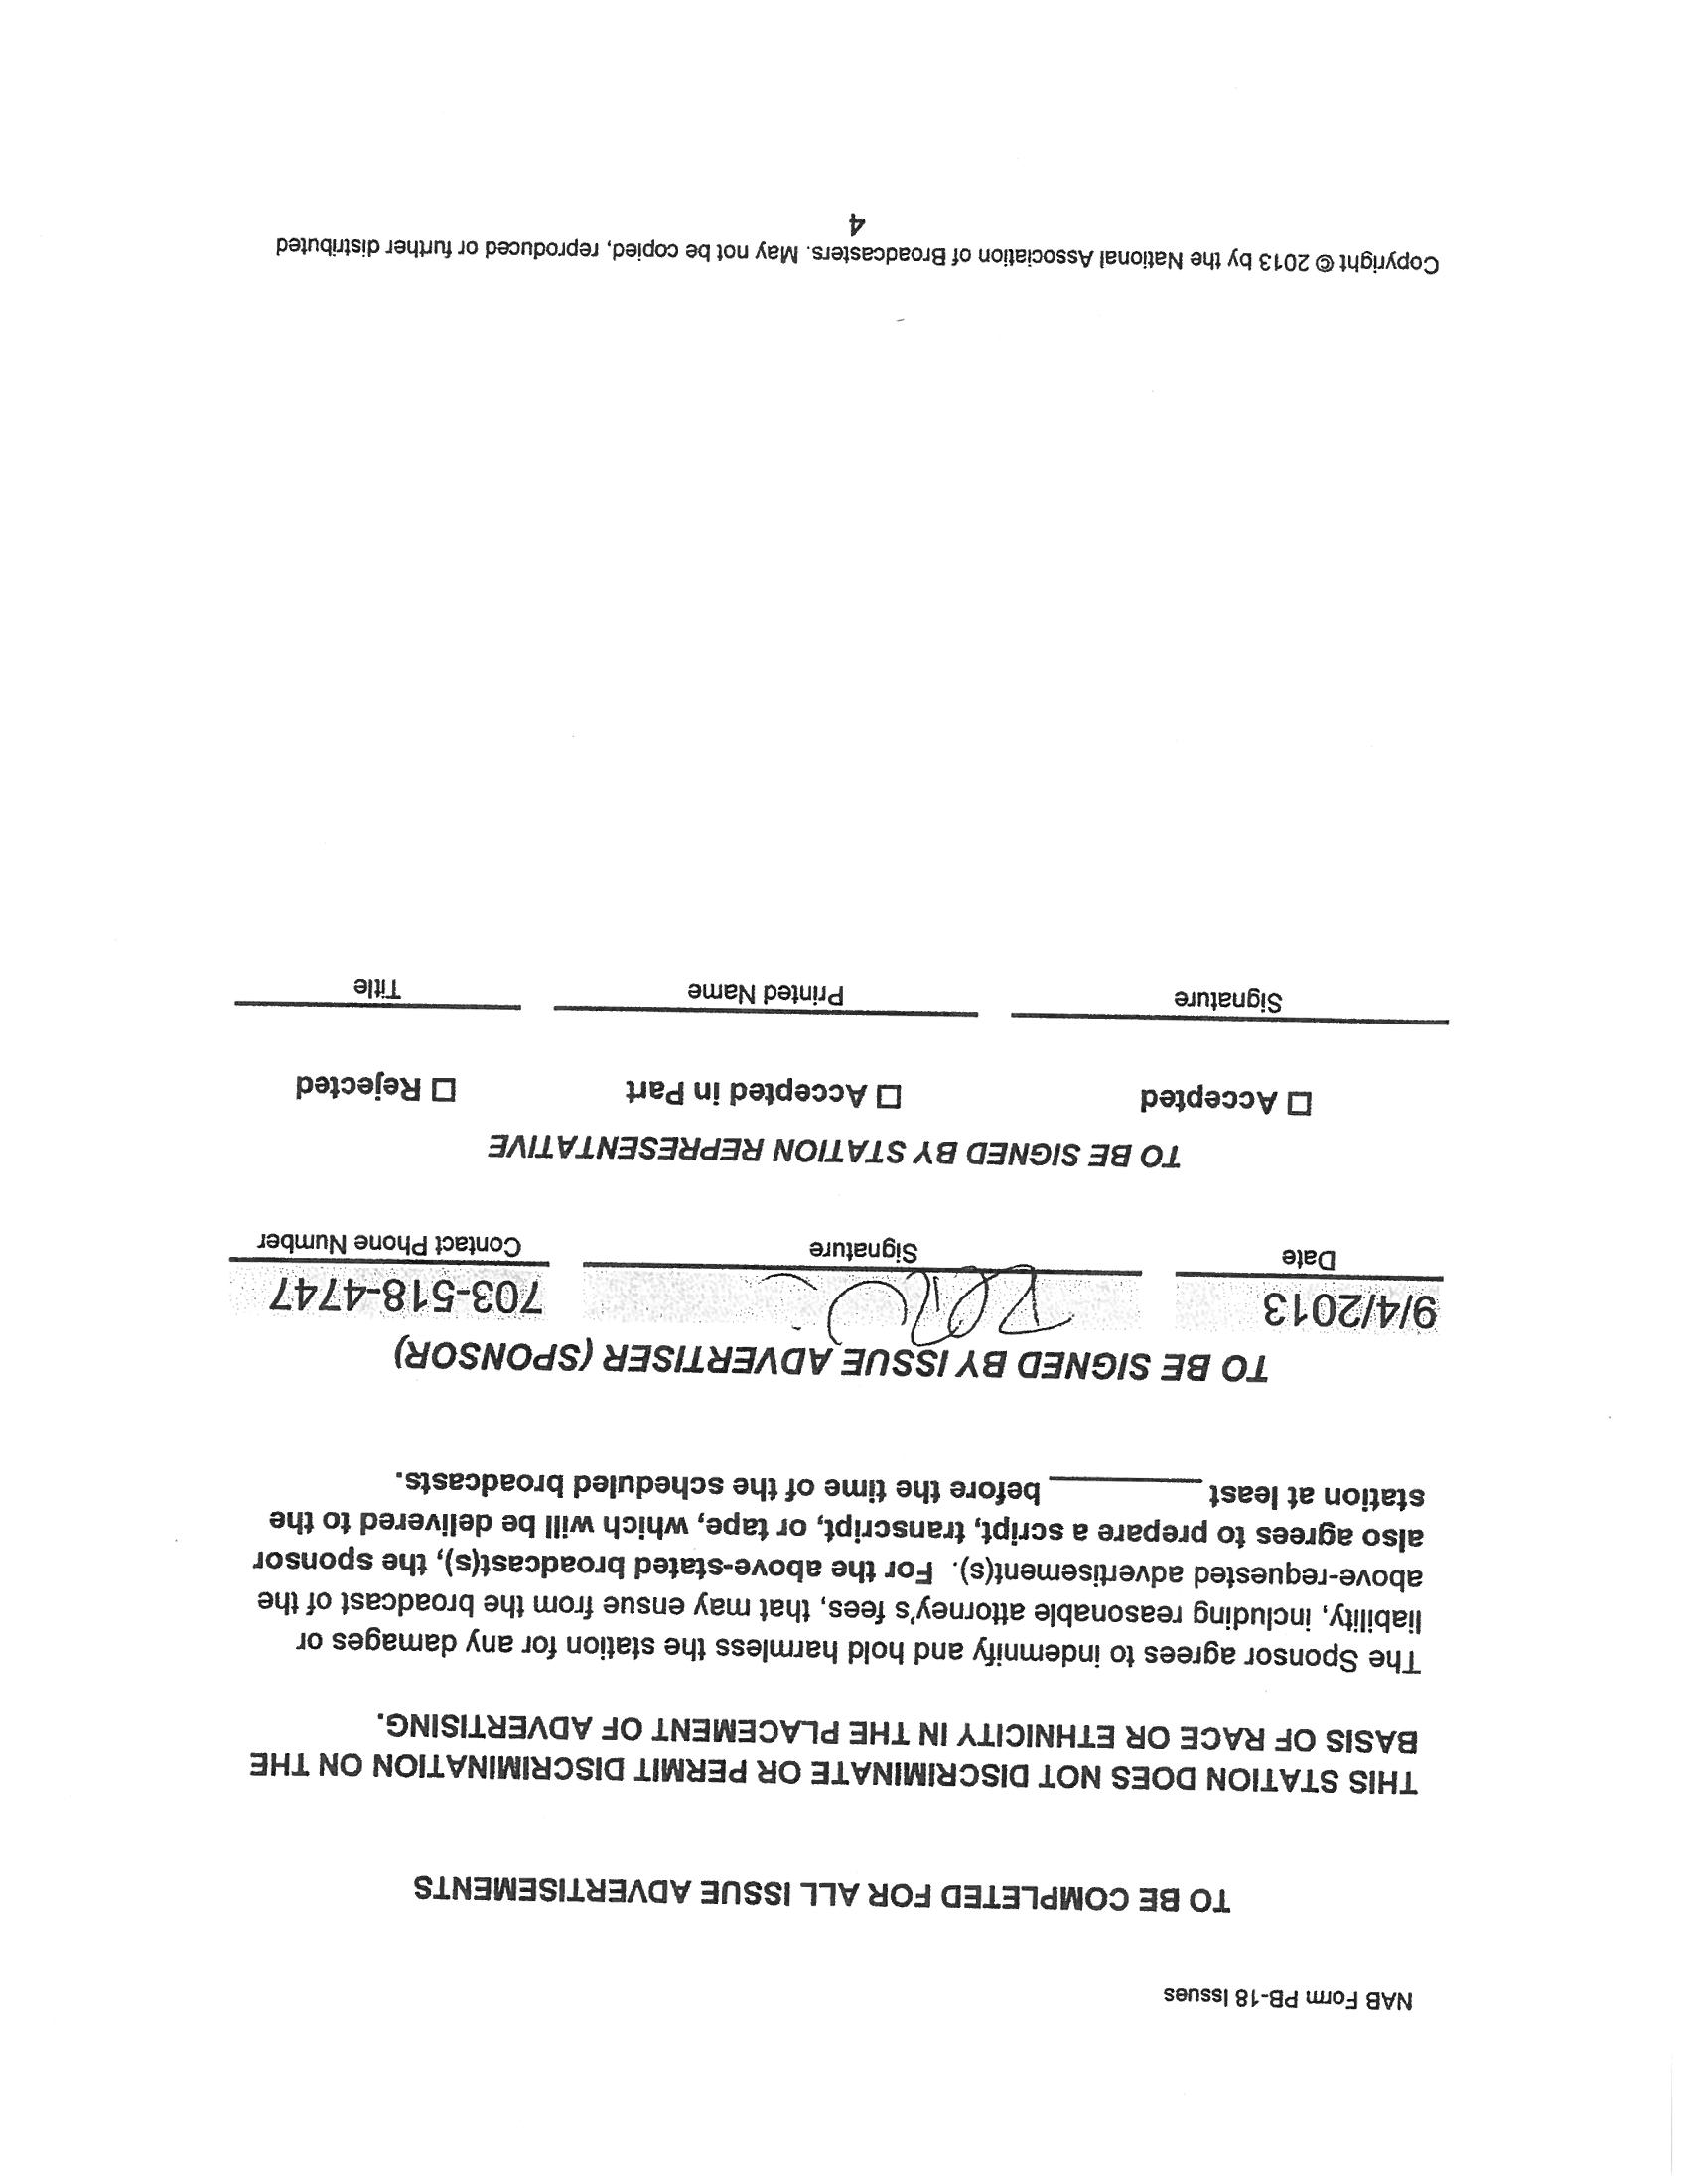 NAB Form PB-18 Issues
TO BE COMPLETED FOR ALL ISSUE ADVERTISEMENTS
THIS STATION DOES NOT DISCRIMINATE OR PERMIT DISCRIMINATION ON THE
BASIS OF RACE OR ETHNICITY IN THE PLACEMENT OF ADVERTISING.
The Sponsor agrees to indemnify and hold harmless the station for any damages or
liability, including reasonable attorney's fees, that may ensue from the broadcast of the
above-requested advertisement(s). For the above-stated broadcast(s), the sponsor
also agrees to prepare a script, transcript, or tape, which will be delivered to the
station at least ________ before the time of the scheduled broadcasts.
TO BE SIGNED BY ISSUE ADVERTISER (SPONSOR)
9/4/2013 703-518-4747
Date Signature Contact Phone Number
TO BE SIGNED BY STATION REPRESENTATIVE
☐ Accepted ☐ Accepted in Part ☐ Rejected
Signature Printed Name Title
Copyright © 2013 by the National Association of Broadcasters. May not be copied, reproduced or further distributed
4